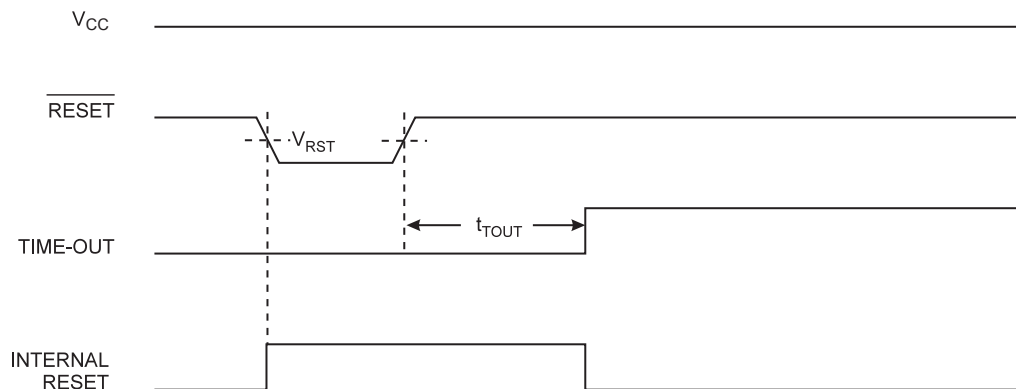 VCC
RESET
VRST
tTOUT
TIME-OUT
INTERNAL
RESET